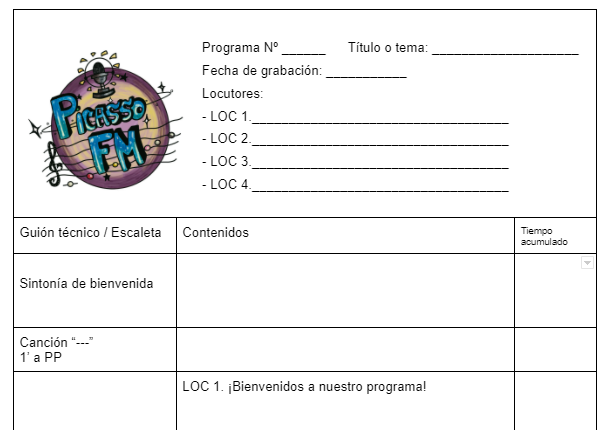 PICASSO
FM
Programa Nº ______ Título o tema: ____________________
Fecha de grabación: ___________
Locutores:
- LOC 1.___________________________________
- LOC 2.___________________________________
- LOC 3.___________________________________
- LOC 4.___________________________________
Guión técnico / Escaleta Contenidos Tiempo
acumulado
Sintonía de bienvenida
Canción “---”
1’ a PP
LOC 1. ¡Bienvenidos a nuestro programa!